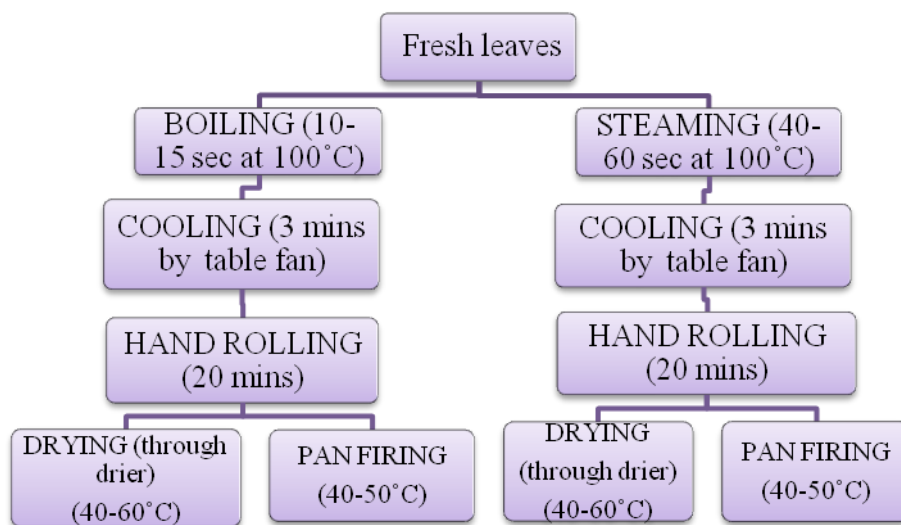 Fresh leaves
BOILING (10-
15 sec at 100˚C)
COOLING (3 mins
by table fan)
HAND ROLLING
(20 mins)
DRYING (through
drier)
(40-60˚C)
PAN FIRING
(40-50˚C)
STEAMING (40-
60 sec at 100˚C)
COOLING (3 mins
by table fan)
HAND ROLLING
(20 mins)
DRYING
(through drier)
(40-60˚C)
PAN FIRING
(40-50˚C)